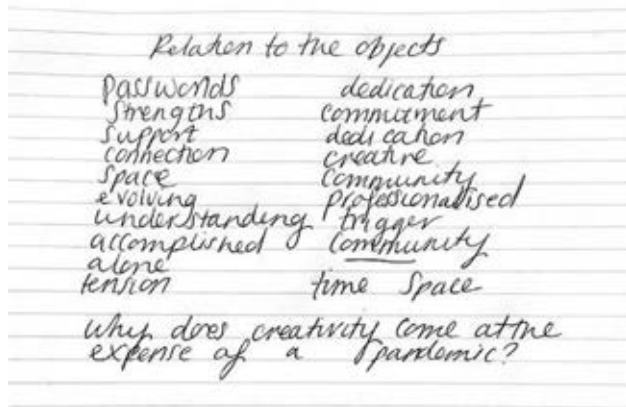 Relation to the objects
passwords dedication
strengths commitment
support dedication
connection creative
space community
evolving professionalised
understanding trigger
accomplished community
alone
tension time space
why does creativity come at the
expense of a pandemic?